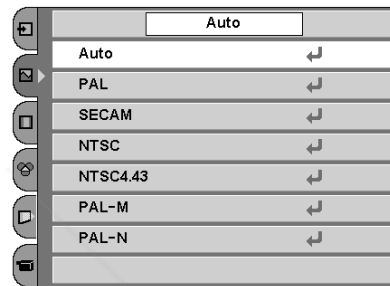 Auto
Auto
PAL
SECAM
NTSC
NTSC4.43
PAL-M
PAL-N